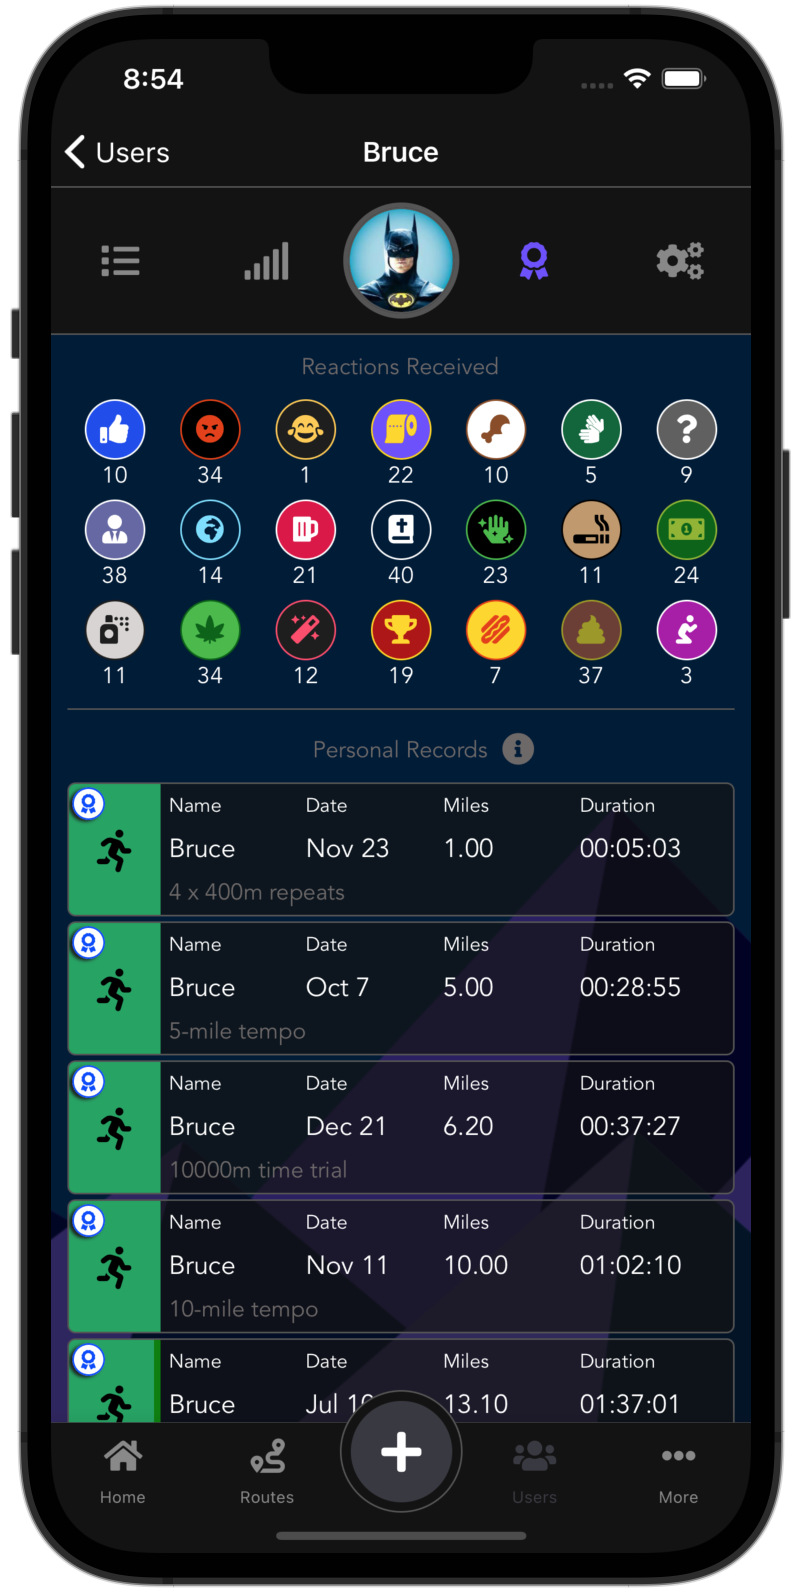 8:54
Users
Bruce
Reactions Received
10 34 1 22 10 5 9
38 14 21 40 23 11 24
11 34 12 19 7 37 3
Personal Records
Name Date Miles Duration
Bruce Nov 23 1.00 00:05:03
4 x 400m repeats
Name Date Miles Duration
Bruce Oct 7 5.00 00:28:55
5-mile tempo
Name Date Miles Duration
Bruce Dec 21 6.20 00:37:27
10000m time trial
Name Date Miles Duration
Bruce Nov 11 10.00 01:02:10
10-mile tempo
Name Date Miles Duration
Bruce Jul 13.10 01:37:01
Home Routes Users More